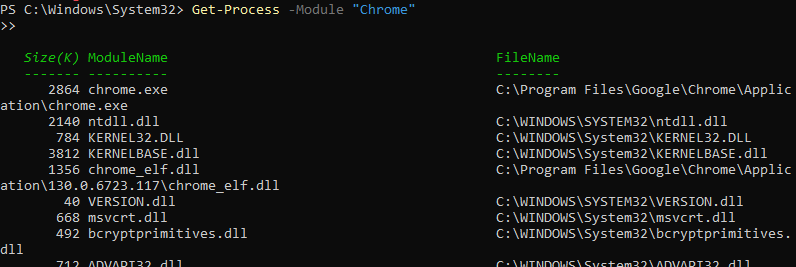 PS C:\Windows\System32> Get-Process -Module "Chrome"
>>
Size(K) ModuleName FileName
------- ---------- --------
2864 chrome.exe C:\Program Files\Google\Chrome\Applic
ation\chrome.exe
2140 ntdll.dll C:\WINDOWS\SYSTEM32\ntdll.dll
784 KERNEL32.DLL C:\WINDOWS\System32\KERNEL32.DLL
3812 KERNELBASE.dll C:\WINDOWS\System32\KERNELBASE.dll
1356 chrome_elf.dll C:\Program Files\Google\Chrome\Applic
ation\130.0.6723.117\chrome_elf.dll
40 VERSION.dll C:\WINDOWS\SYSTEM32\VERSION.dll
668 msvcrt.dll C:\WINDOWS\System32\msvcrt.dll
492 bcryptprimitives.dll C:\WINDOWS\System32\bcryptprimitives.
dll
712 ADVAPI32.dll C:\WINDOWS\System32\ADVAPI32.dll